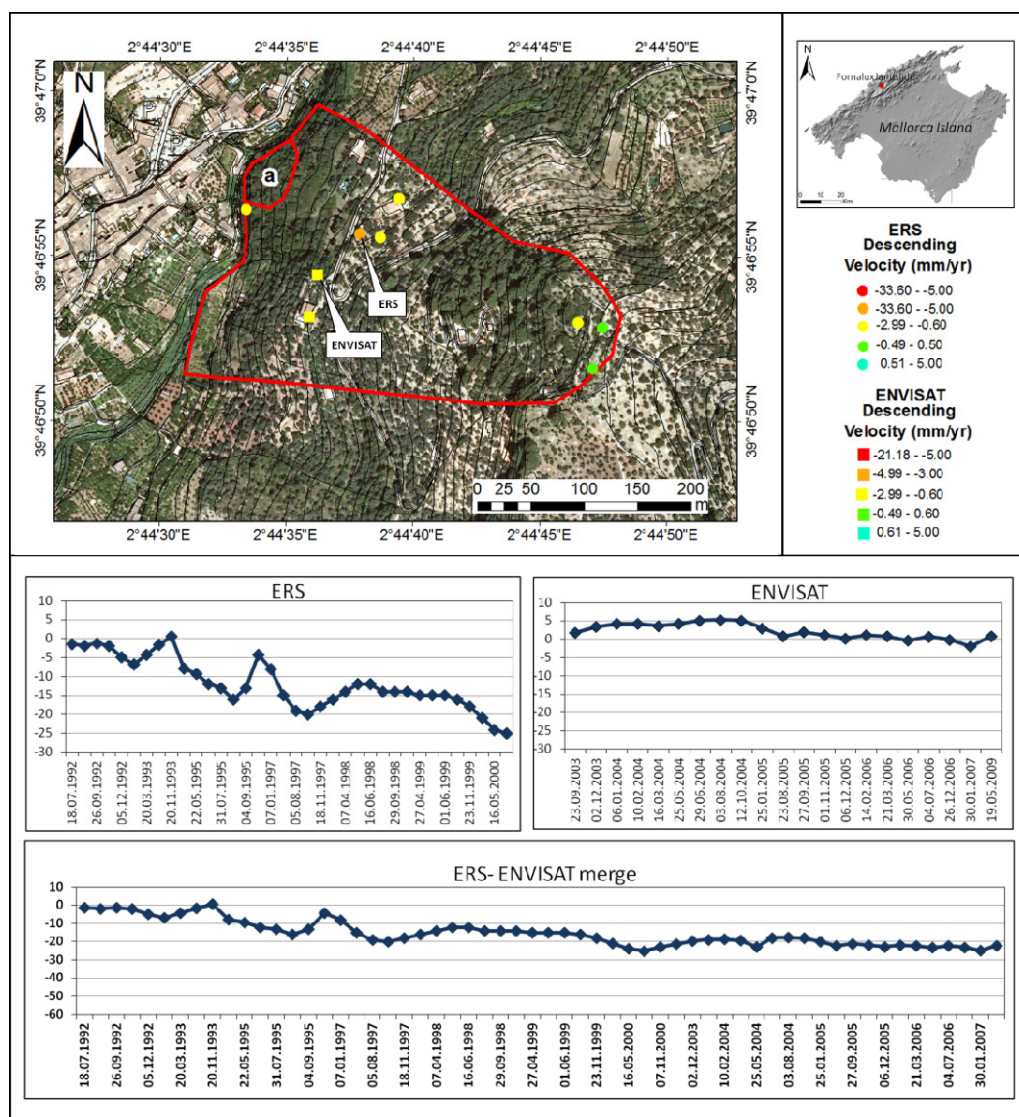 2°44'30"E 2°44'35"E 2°44'40"E 2°44'45"E 2°44'50"E
39°47'0"N
39°46'55"N
39°46'50"N
N
a
ERS
ENVISAT
0 25 50 100 150 200
m
39°47'0"N
39°46'55"N
39°46'50"N
2°44'30"E 2°44'35"E 2°44'40"E 2°44'45"E 2°44'50"E
N
Mallorca Island
0 10 20
Km
ERS
Descending
Velocity (mm/yr)
-33.60 - -5.00
-33.60 - -5.00
-2.99 - -0.60
-0.49 - 0.50
0.51 - 5.00
ENVISAT
Descending
Velocity (mm/yr)
-21.18 - -5.00
-4.99 - -3.00
-2.99 - -0.60
-0.49 - 0.60
0.61 - 5.00
ERS
10
5
0
-5
-10
-15
-20
-25
-30
18.07.1992
26.09.1992
05.12.1992
20.03.1993
20.11.1993
22.05.1995
31.07.1995
04.09.1995
07.01.1997
05.08.1997
18.11.1997
07.04.1998
16.06.1998
29.09.1998
27.04.1999
01.06.1999
23.11.1999
16.05.2000
ENVISAT
10
5
0
-5
-10
-15
-20
-25
-30
23.09.2003
02.12.2003
06.01.2004
10.02.2004
16.03.2004
25.05.2004
29.06.2004
03.08.2004
12.10.2004
25.01.2005
23.08.2005
27.09.2005
01.11.2005
06.12.2005
14.02.2006
21.03.2006
30.05.2006
04.07.2006
30.01.2007
19.05.2009
ERS- ENVISAT merge
10
0
-10
-20
-30
-40
-50
-60
18.07.1992
26.09.1992
05.12.1992
20.03.1993
20.11.1993
22.05.1995
31.07.1995
04.09.1995
07.01.1997
05.08.1997
18.11.1997
07.04.1998
16.06.1998
29.09.1998
27.04.1999
01.06.1999
23.11.1999
16.05.2000
07.11.2000
02.12.2003
10.02.2004
25.05.2004
03.08.2004
25.01.2005
27.09.2005
06.12.2005
21.03.2006
04.07.2006
30.01.2007